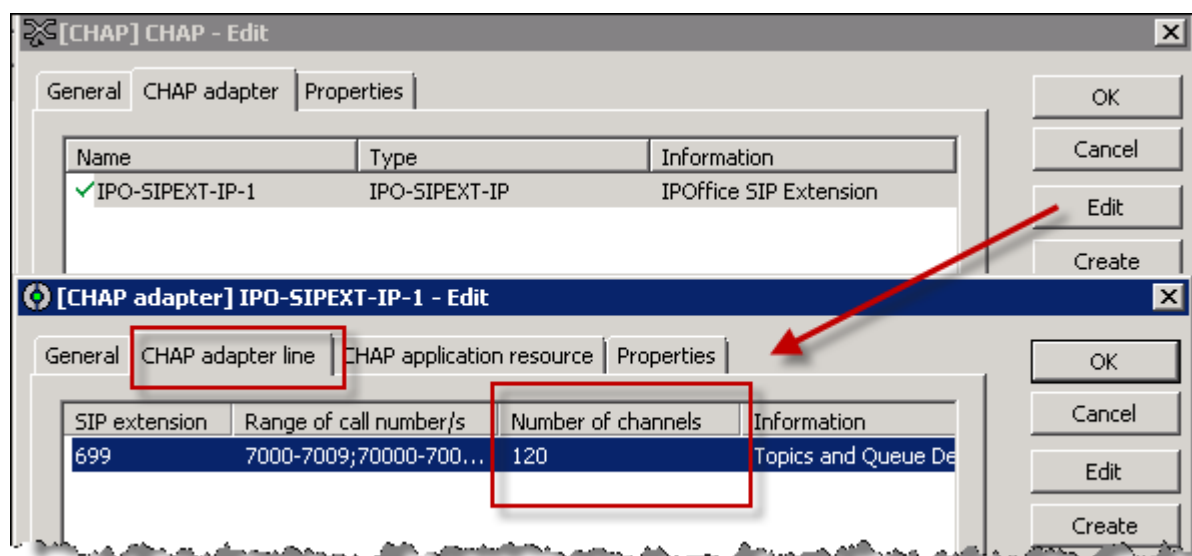 [CHAP] CHAP - Edit
General CHAP adapter Properties
OK
Name Type Information
Cancel
IPO-SIPEXT-IP-1 IPO-SIPEXT-IP IPOffice SIP Extension
Edit
Create
[CHAP adapter] IPO-SIPEXT-IP-1 - Edit
General CHAP adapter line CHAP application resource Properties
OK
SIP extension Range of call number/s Number of channels Information
Cancel
699 7000-7009;70000-700... 120 Topics and Queue De
Edit
Create